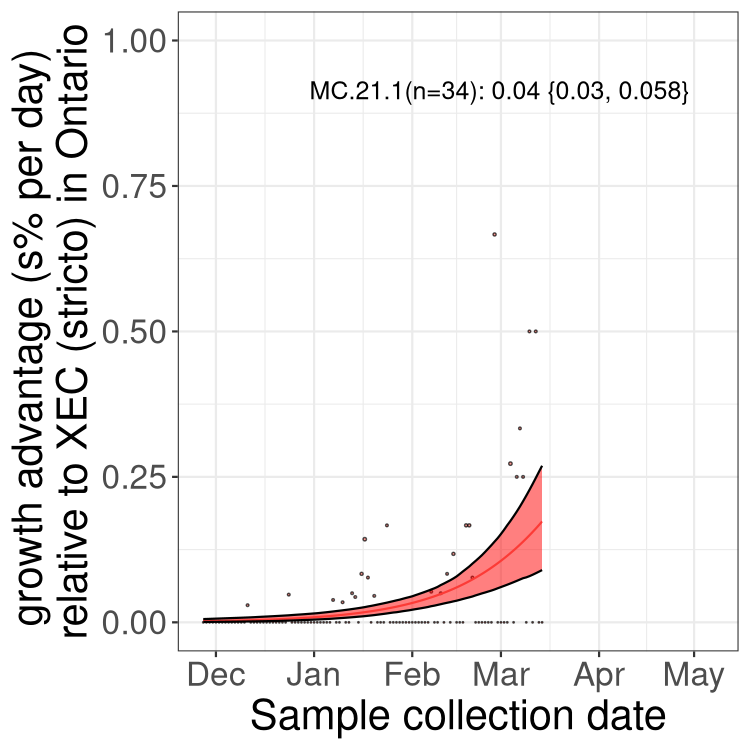 growth advantage (s% per day)
relative to XEC (stricto) in Ontario
1.00
0.75
0.50
0.25
0.00
MC.21.1(n=34): 0.04 {0.03, 0.058}
Dec Jan Feb Mar Apr May
Sample collection date